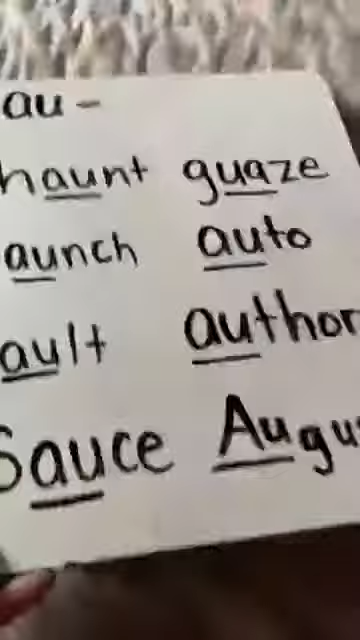 au-
haunt guaze
aunch auto
ault author
Sauce Augu